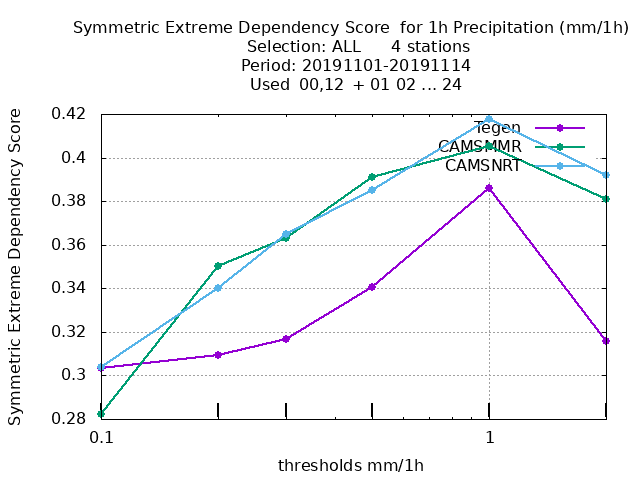 Symmetric Extreme Dependency Score for 1h Precipitation (mm/1h)
Selection: ALL 4 stations
Period: 20191101-20191114
Used 00,12 + 01 02 ... 24
Symmetric Extreme Dependency Score
0.42
0.4
0.38
0.36
0.34
0.32
0.3
0.28
Tegen
CAMSMMR
CAMSNRT
0.1
1
thresholds mm/1h